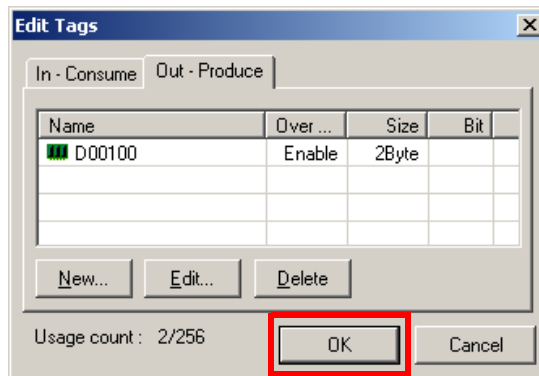 Edit Tags
In - Consume Out - Produce
Name Over ... Size Bit
D00100 Enable 2Byte
New... Edit... Delete
Usage count : 2/256 OK Cancel